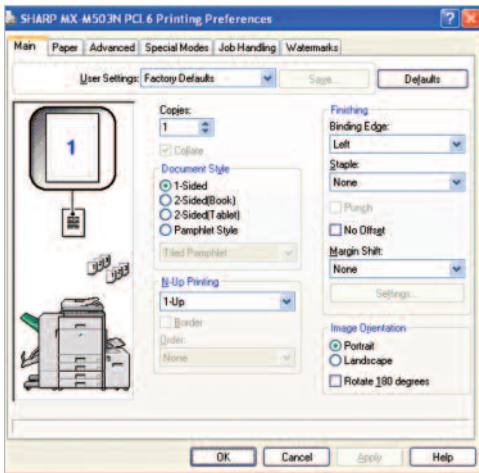 SHARP MX-M503N PCL6 Printing Preferences
Main Paper Advanced Special Modes Job Handling Watermarks
User Settings: Factory Defaults Save... Defaults
1
Copies:
1
Collate
Document Style
1-Sided
2-Sided(Book)
2-Sided(Tablet)
Pamphlet Style
Tiled Pamphlet
N-Up Printing
1-Up
Border
Order:
None
Finishing
Binding Edge:
Left
Staple:
None
Punch
No Offset
Margin Shift:
None
Settings...
Image Orientation
Portrait
Landscape
Rotate 180 degrees
OK Cancel Apply Help